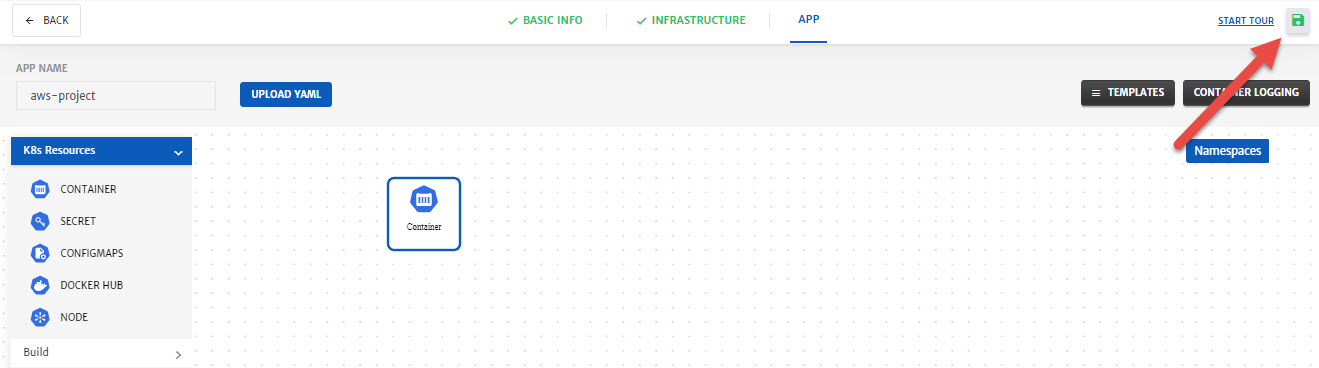 BACK
BASIC INFO
INFRASTRUCTURE
APP
START TOUR
APP NAME
aws-project
UPLOAD YAML
TEMPLATES
CONTAINER LOGGING
K8s Resources
Namespaces
CONTAINER
SECRET
CONFIGMAPS
DOCKER HUB
NODE
Build
Container